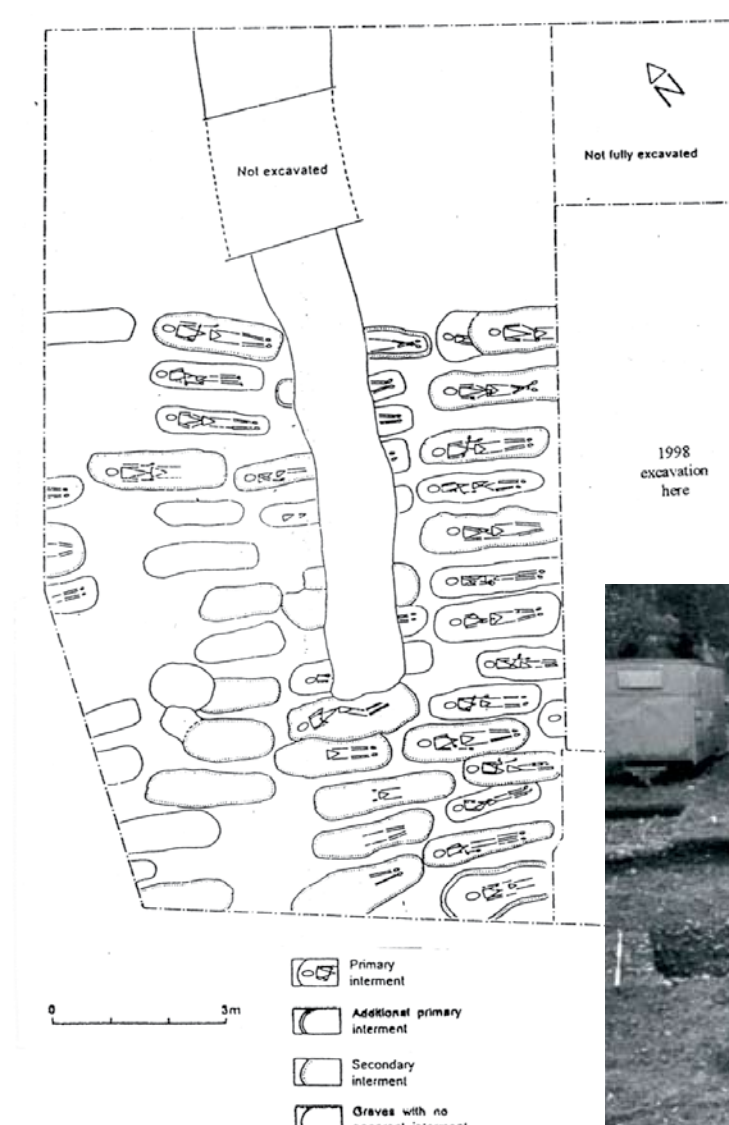 N
Not fully excavated
Not excavated
1998
excavation
here
Primary
interment
0
3m
Additional primary
interment
Secondary
interment
Graves with no